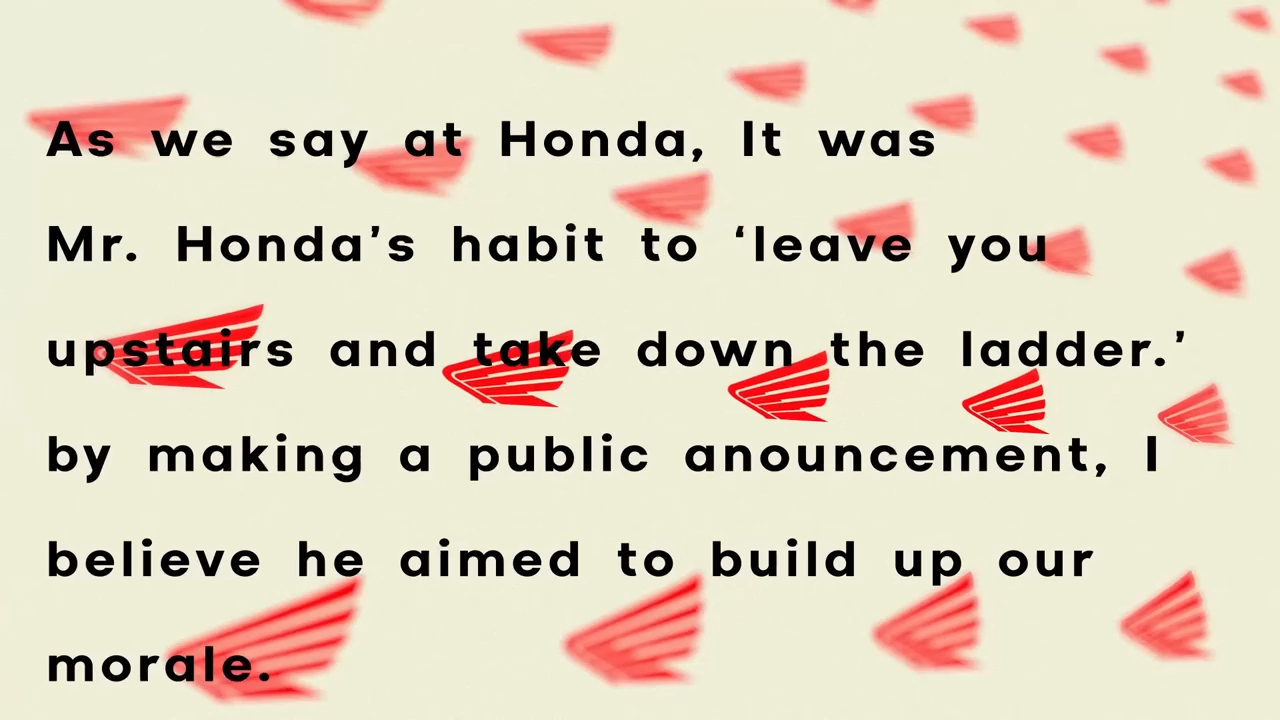 As we say at Honda, It was
Mr. Honda’s habit to ‘leave you
upstairs and take down the ladder.’
by making a public anouncement, I
believe he aimed to build up our
morale.